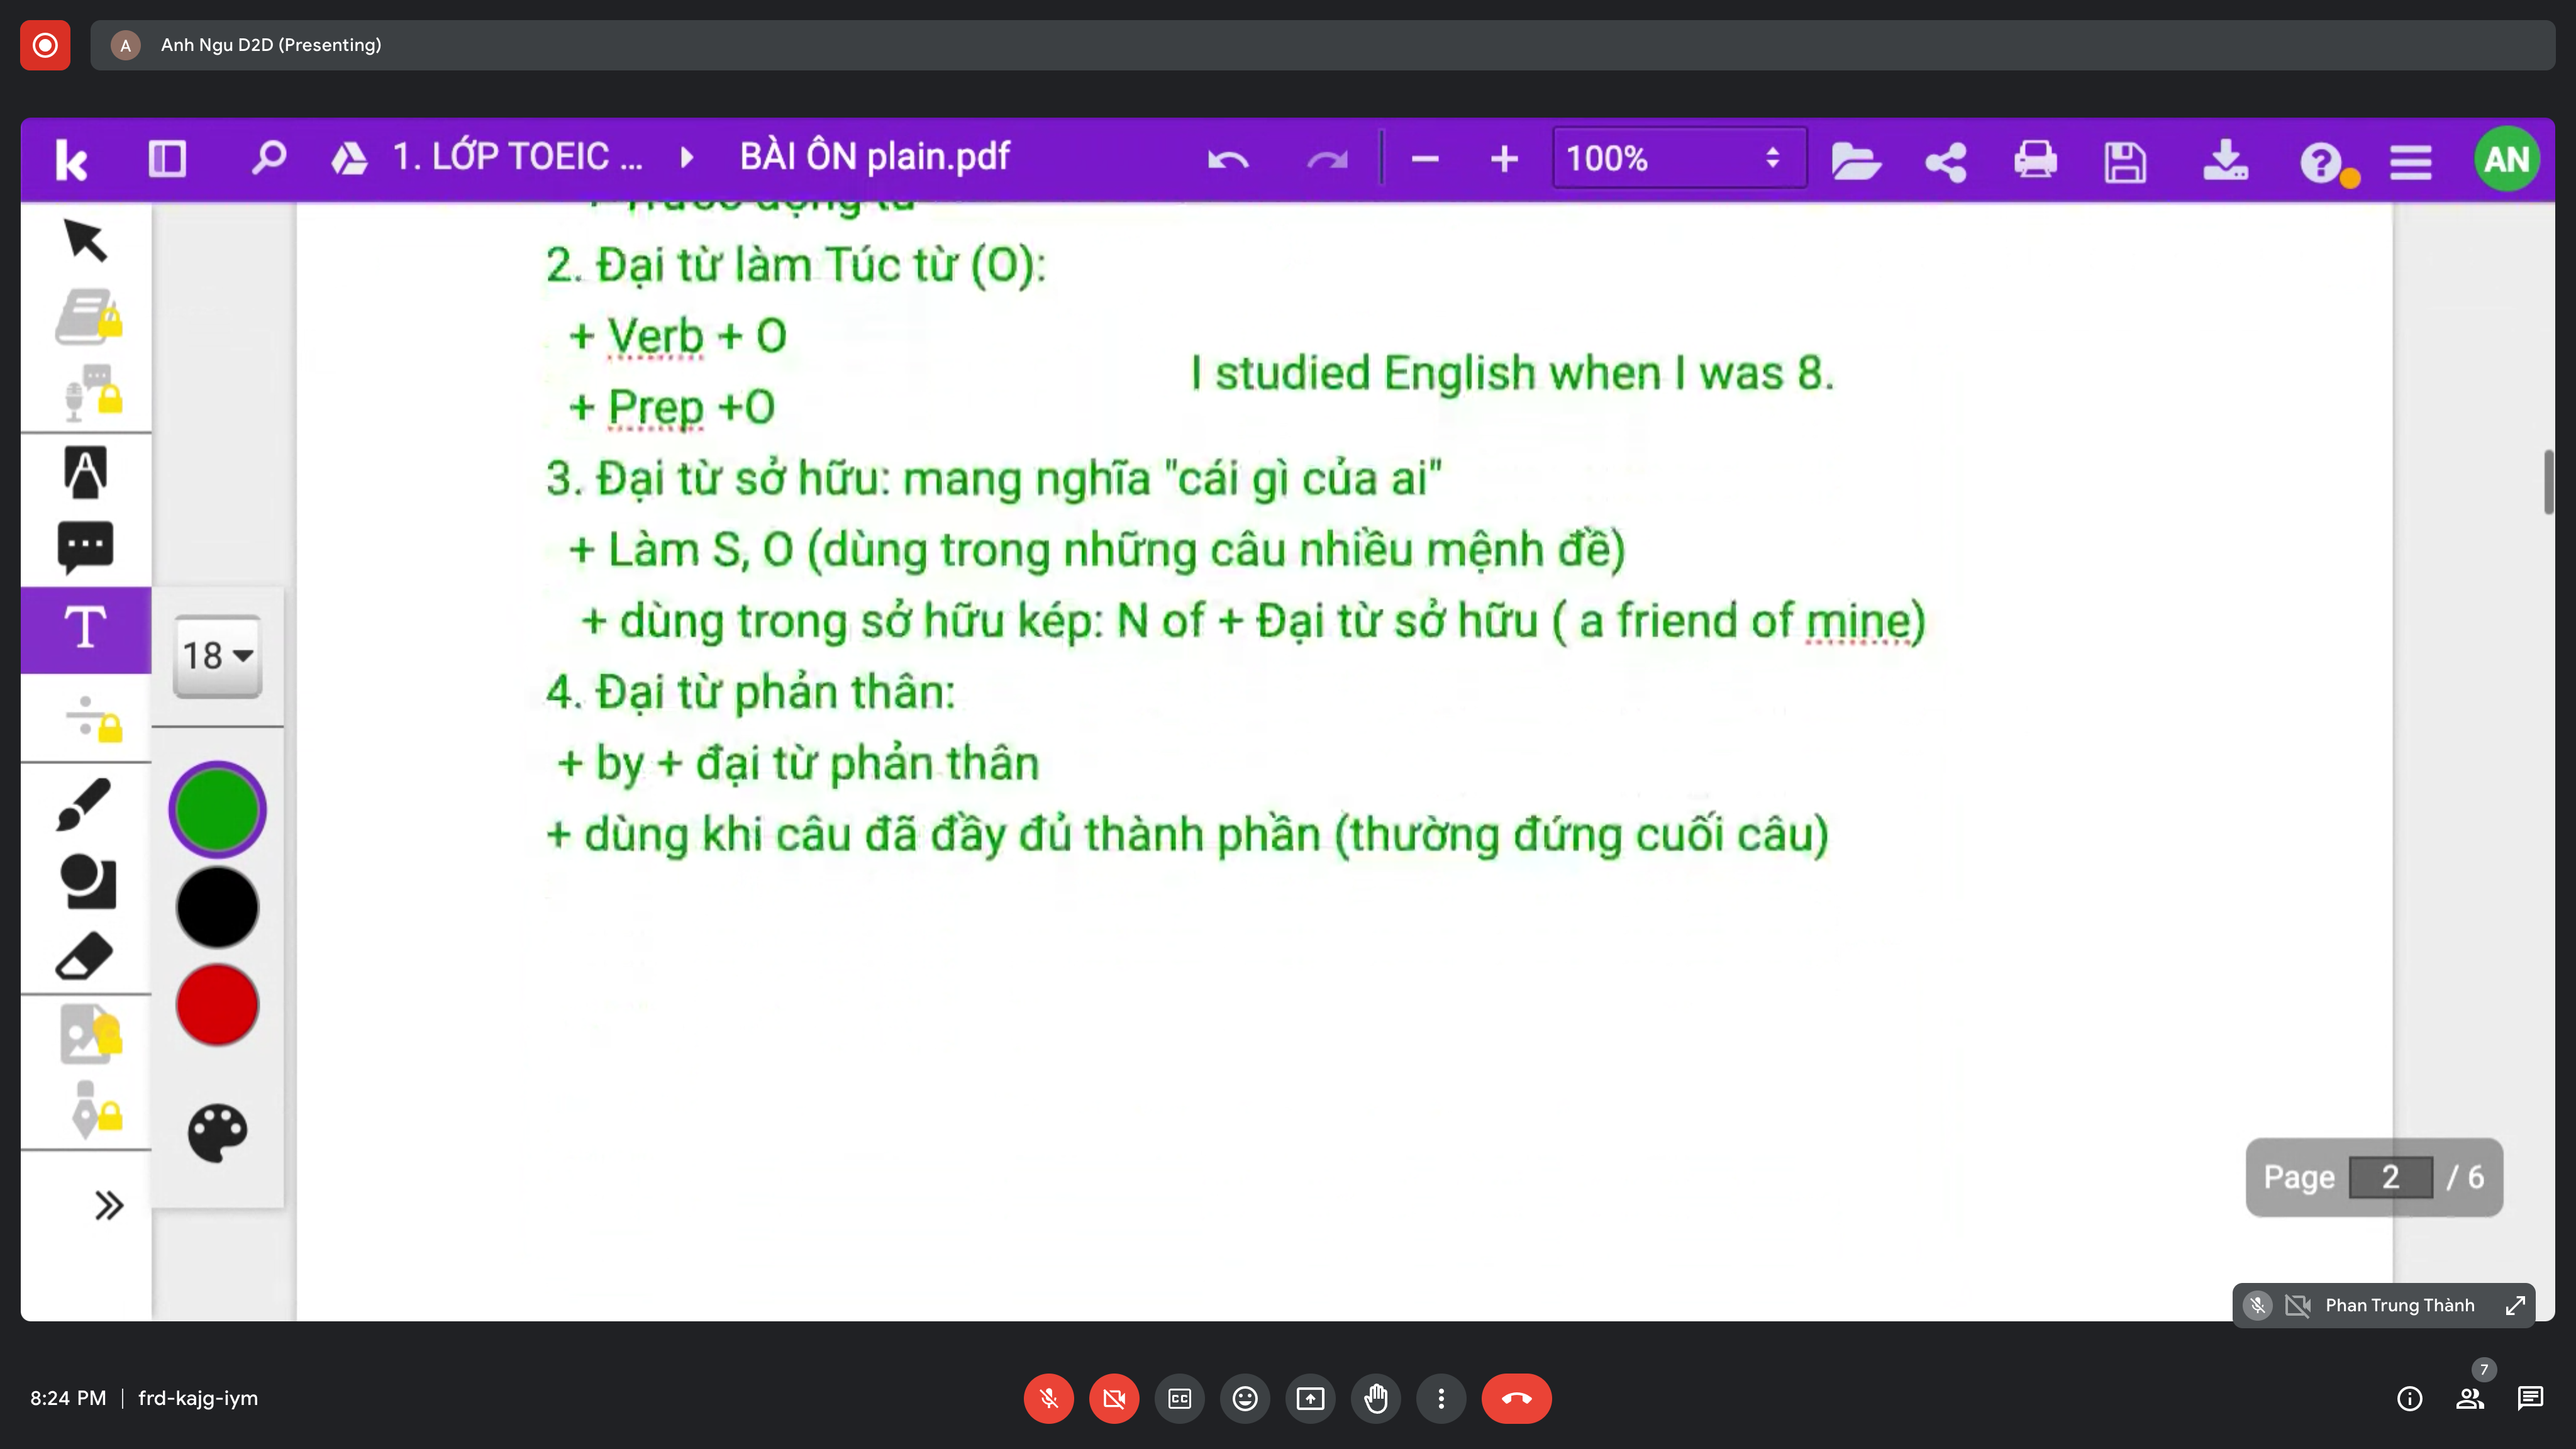 A Anh Ngu D2D (Presenting)
k 1. LỚP TOEIC ... BÀI ÔN plain.pdf 100% AN
2. Đại từ làm Túc từ (O):
+ Verb + O
I studied English when I was 8.
+ Prep +O
3. Đại từ sở hữu: mang nghĩa "cái gì của ai"
+ Làm S, O (dùng trong những câu nhiều mệnh đề)
+ dùng trong sở hữu kép: N of + Đại từ sở hữu ( a friend of mine)
4. Đại từ phản thân:
+ by + đại từ phản thân
+ dùng khi câu đã đầy đủ thành phần (thường đứng cuối câu)
T 18
Page 2 / 6
Phan Trung Thành
8:24 PM | frd-kajg-iym
CC
7